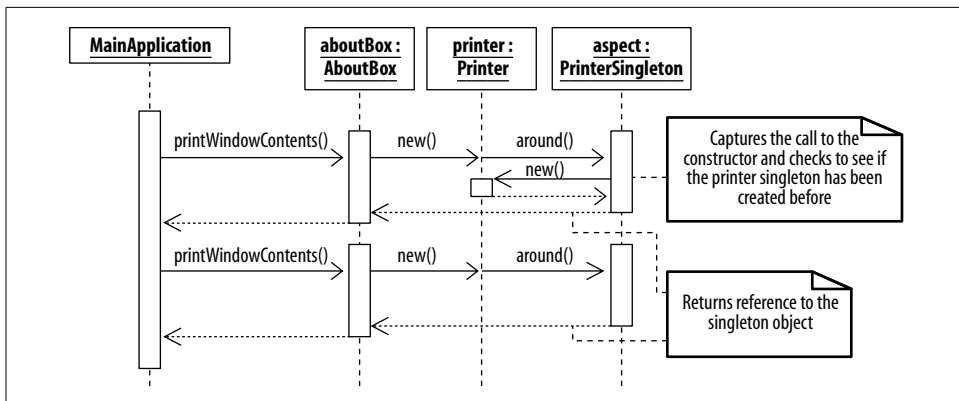 MainApplication
aboutBox :
AboutBox
printer :
Printer
aspect :
PrinterSingleton
printWindowContents()
new()
around()
new()
Captures the call to the
constructor and checks to see if
the printer singleton has been
created before
printWindowContents()
new()
around()
Returns reference to the
singleton object